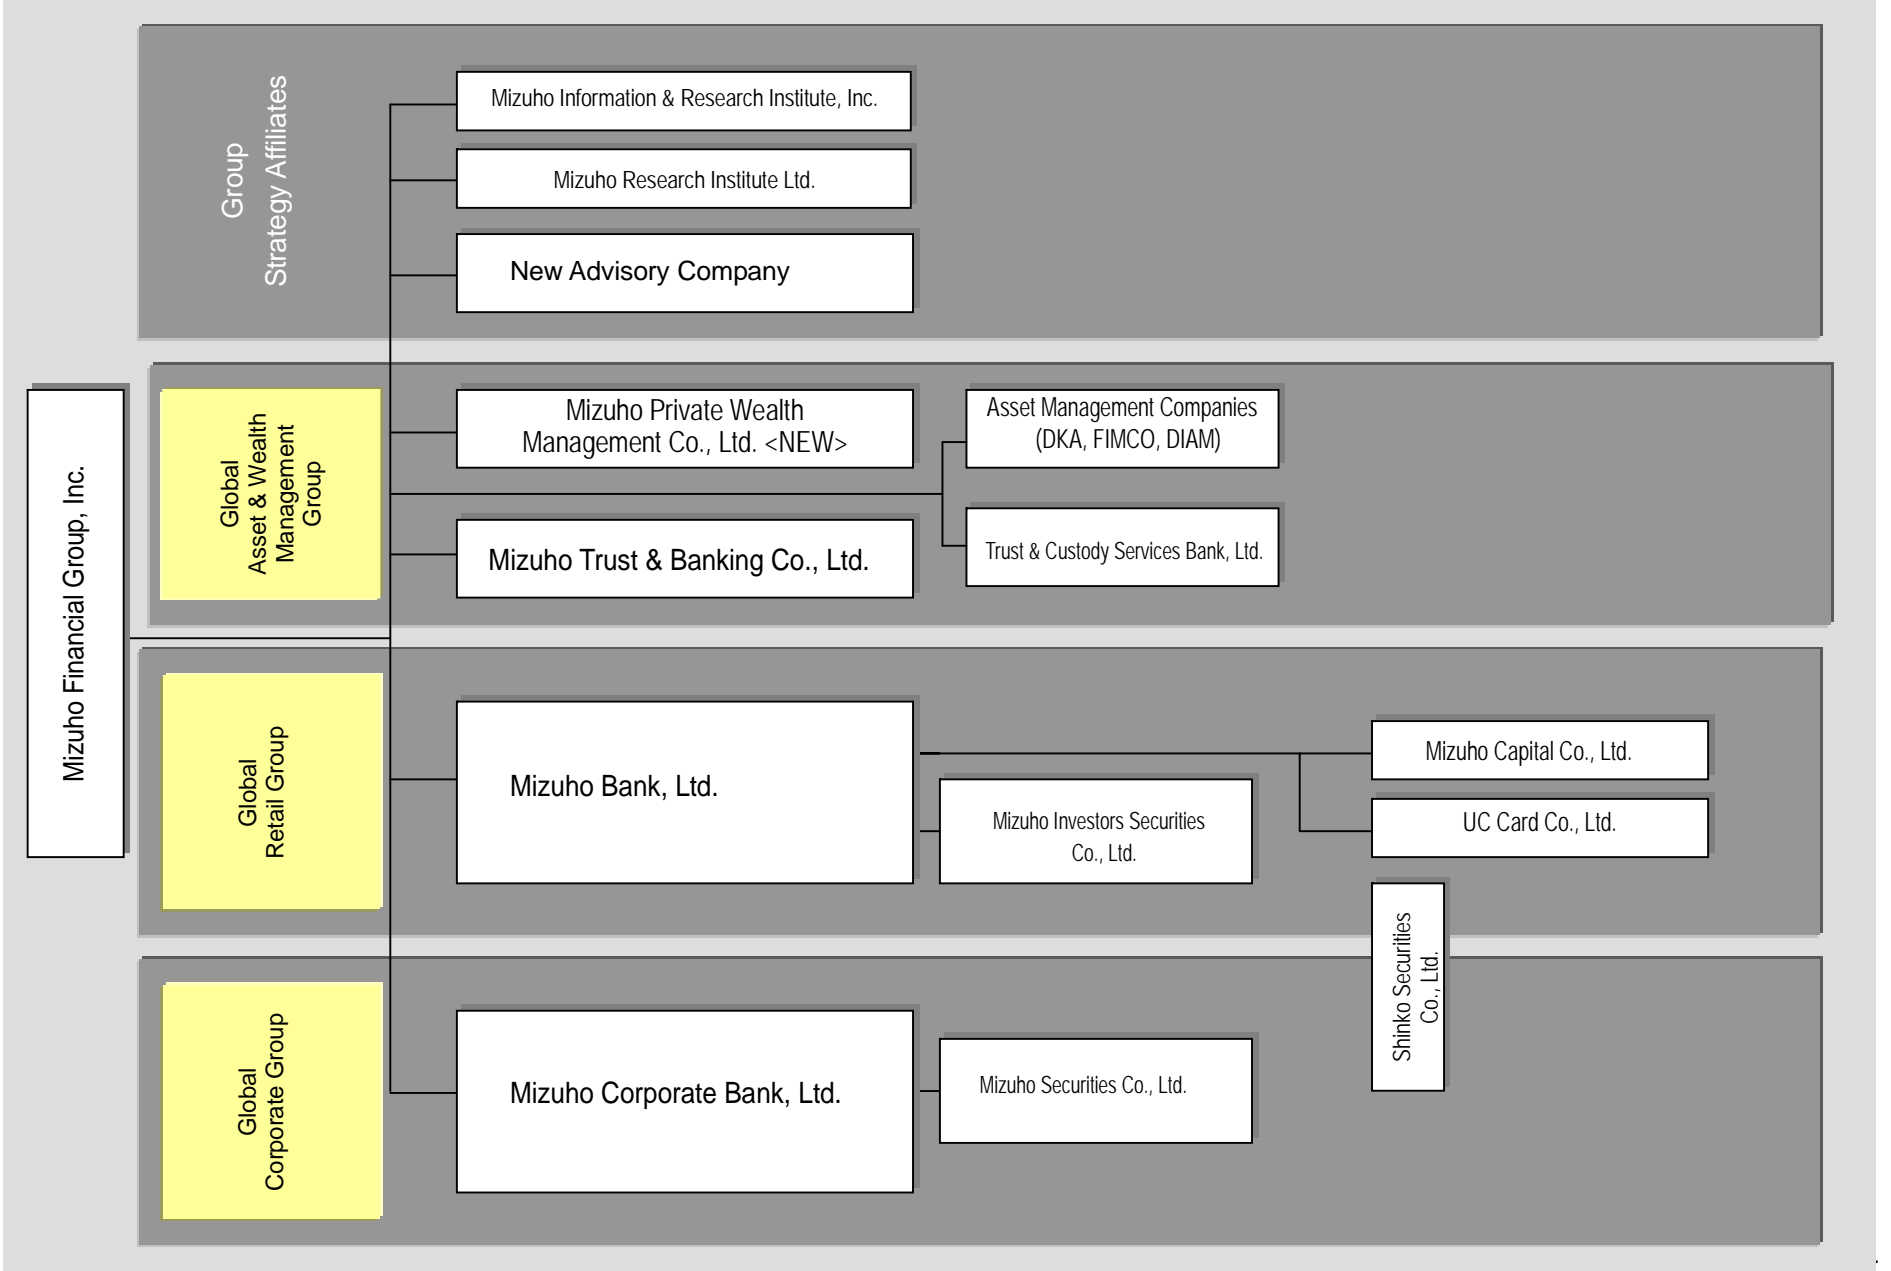 Mizuho Financial Group, Inc.
Group
Strategy Affiliates
Mizuho Information & Research Institute, Inc.
Mizuho Research Institute Ltd.
New Advisory Company
Global
Asset & Wealth
Management
Group
Mizuho Private Wealth
Management Co., Ltd. <NEW>
Asset Management Companies
(DKA, FIMCO, DIAM)
Mizuho Trust & Banking Co., Ltd.
Trust & Custody Services Bank, Ltd.
Global
Retail Group
Mizuho Bank, Ltd.
Mizuho Investors Securities
Co., Ltd.
Mizuho Capital Co., Ltd.
UC Card Co., Ltd.
Shinko Securities
Co., Ltd.
Global
Corporate Group
Mizuho Corporate Bank, Ltd.
Mizuho Securities Co., Ltd.